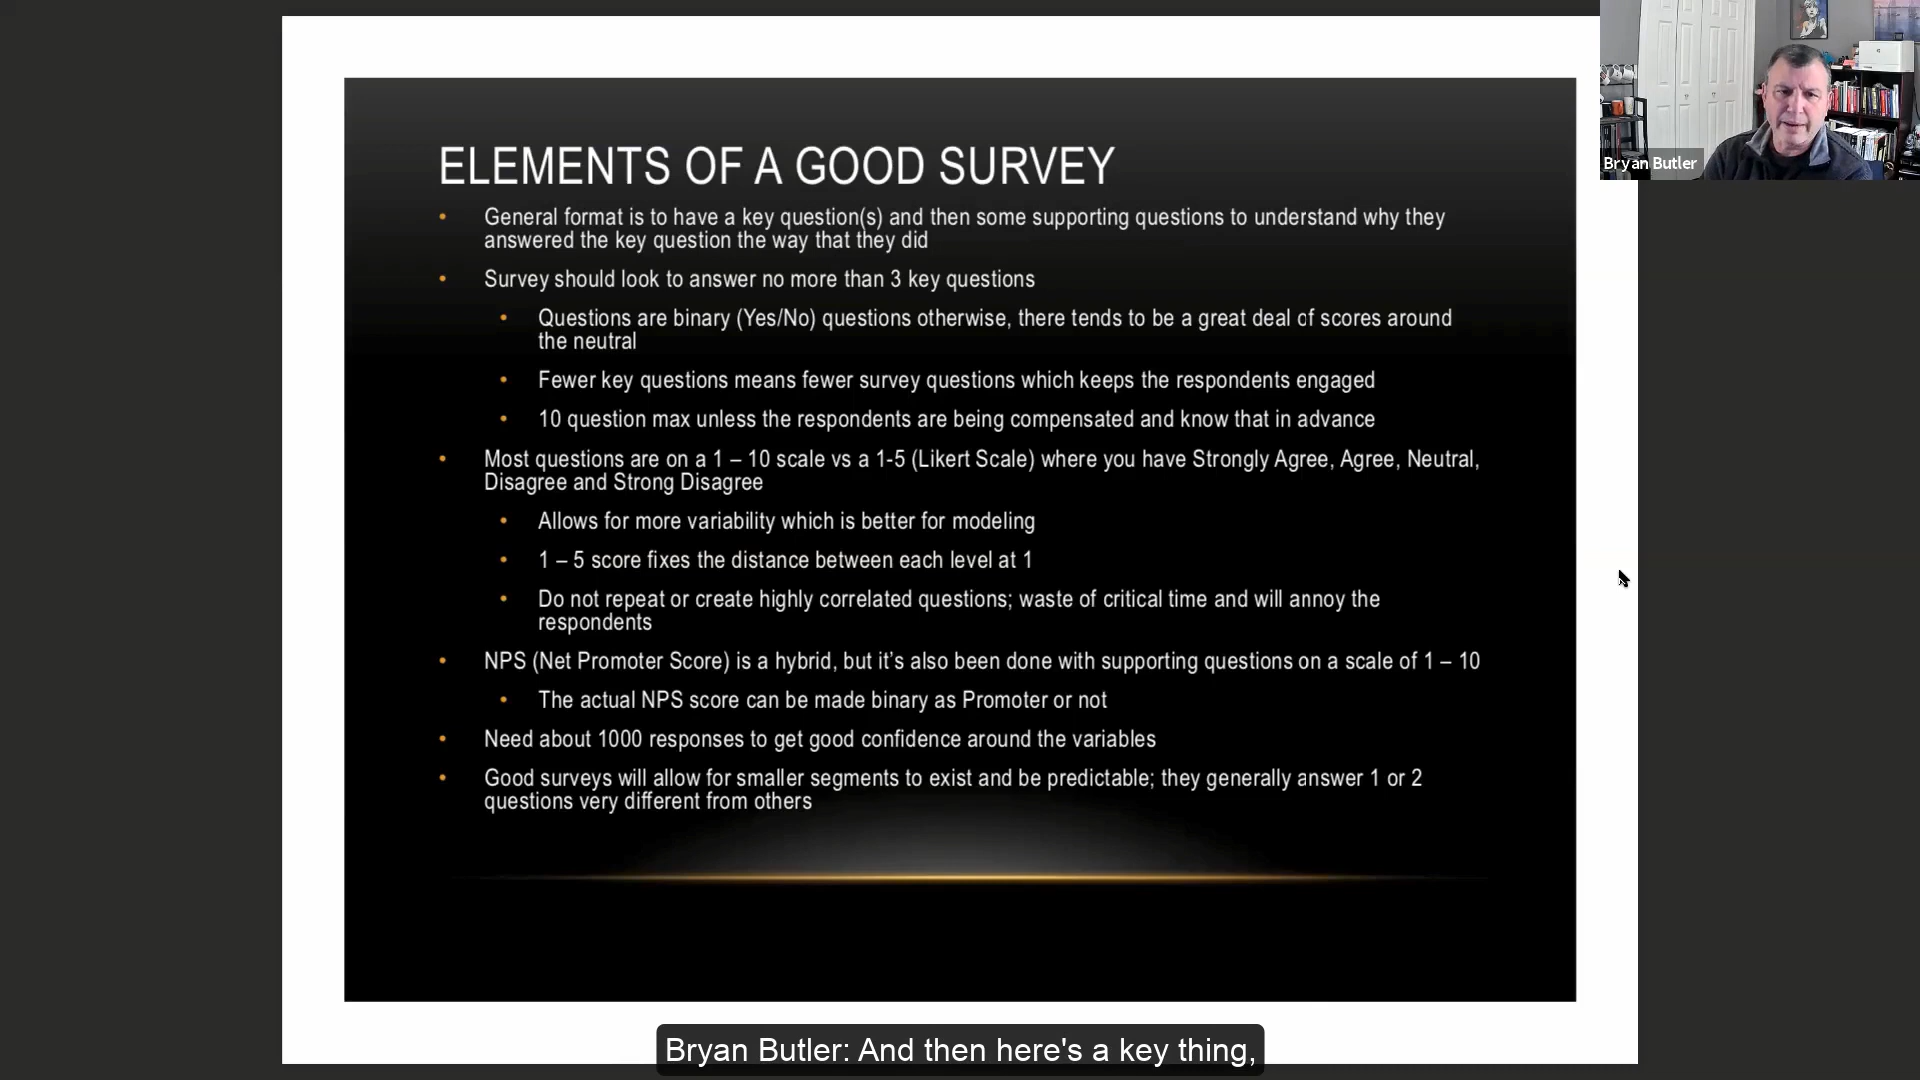 ELEMENTS OF A GOOD SURVEY
• General format is to have a key question(s) and then some supporting questions to understand why they
answered the key question the way that they did
• Survey should look to answer no more than 3 key questions
• Questions are binary (Yes/No) questions otherwise, there tends to be a great deal of scores around
the neutral
• Fewer key questions means fewer survey questions which keeps the respondents engaged
• 10 question max unless the respondents are being compensated and know that in advance
• Most questions are on a 1 – 10 scale vs a 1-5 (Likert Scale) where you have Strongly Agree, Agree, Neutral,
Disagree and Strong Disagree
• Allows for more variability which is better for modeling
• 1 – 5 score fixes the distance between each level at 1
• Do not repeat or create highly correlated questions; waste of critical time and will annoy the
respondents
• NPS (Net Promoter Score) is a hybrid, but it's also been done with supporting questions on a scale of 1 – 10
• The actual NPS score can be made binary as Promoter or not
• Need about 1000 responses to get good confidence around the variables
• Good surveys will allow for smaller segments to exist and be predictable; they generally answer 1 or 2
questions very different from others
Bryan Butler
Bryan Butler: And then here's a key thing,